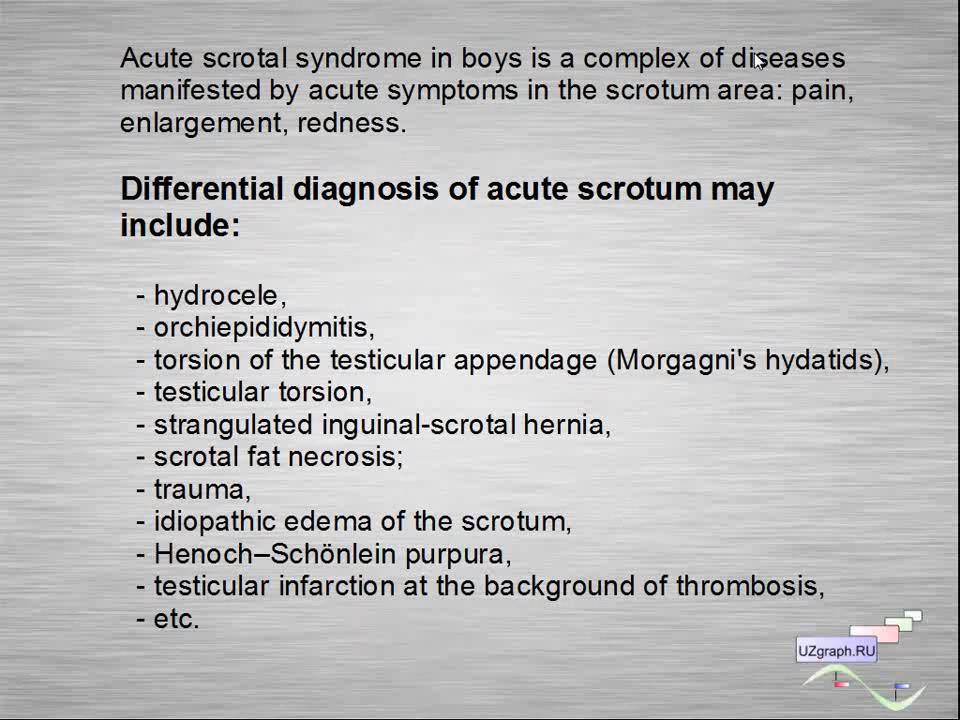 Acute scrotal syndrome in boys is a complex of diseases
manifested by acute symptoms in the scrotum area: pain,
enlargement, redness.
Differential diagnosis of acute scrotum may
include:
- hydrocele,
- orchiepididymitis,
- torsion of the testicular appendage (Morgagni's hydatids),
- testicular torsion,
- strangulated inguinal-scrotal hernia,
- scrotal fat necrosis;
- trauma,
- idiopathic edema of the scrotum,
- Henoch–Schönlein purpura,
- testicular infarction at the background of thrombosis,
- etc.
UZgraph.RU